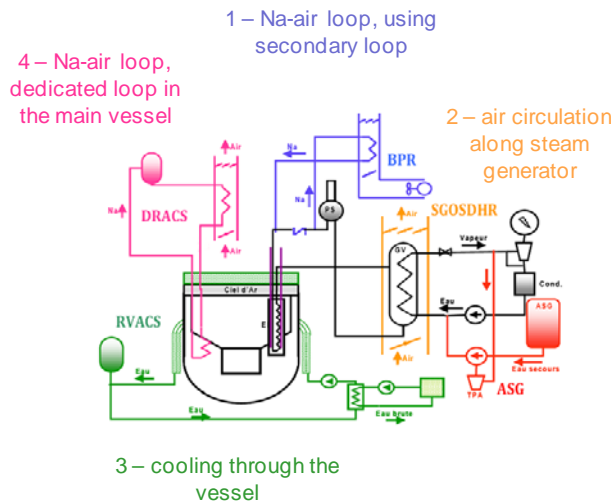 1 – Na-air loop, using
secondary loop
4 – Na-air loop,
dedicated loop in
the main vessel
2 – air circulation
along steam
generator
Air
Na
BPR
DRACS
Na
Na
PS
Air
SGOSDHR
Air
Vapeur
GV
Cond.
Ciel d'Ar
E
RVACS
Eau
ASG
Air
Eau secours
TPA
ASG
Eau
Eau
Eau brute
3 – cooling through the
vessel